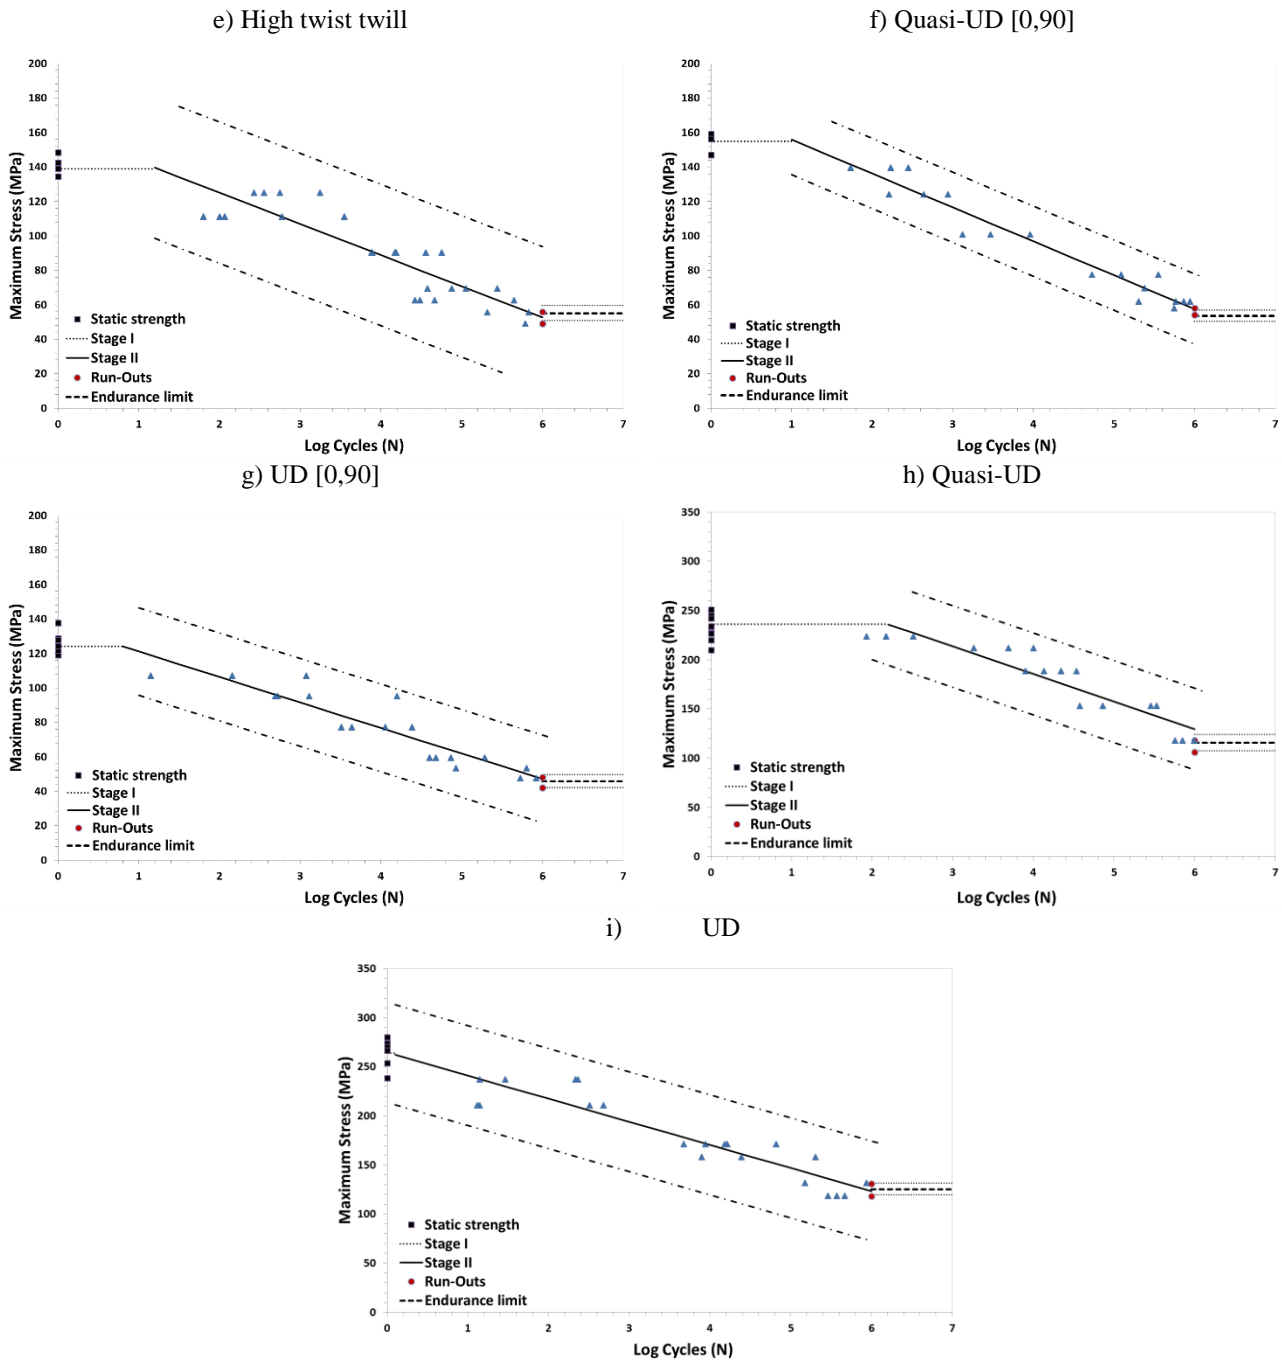 e) High twist twill
f) Quasi-UD [0,90]
200
180
160
140
120
100
80
60
40
20
0
Maximum Stress (MPa)
Static strength
Stage I
Stage II
Run-Outs
Endurance limit
0 1 2 3 4 5 6 7
Log Cycles (N)
200
180
160
140
120
100
80
60
40
20
0
Maximum Stress (MPa)
Static strength
Stage I
Stage II
Run-Outs
Endurance limit
0 1 2 3 4 5 6 7
Log Cycles (N)
g) UD [0,90]
h) Quasi-UD
200
180
160
140
120
100
80
60
40
20
0
Maximum Stress (MPa)
Static strength
Stage I
Stage II
Run-Outs
Endurance limit
0 1 2 3 4 5 6 7
Log Cycles (N)
350
300
250
200
150
100
50
0
Maximum Stress (MPa)
Static strength
Stage I
Stage II
Run-Outs
Endurance limit
0 1 2 3 4 5 6 7
Log Cycles (N)
i) UD
350
300
250
200
150
100
50
0
Maximum Stress (MPa)
Static strength
Stage I
Stage II
Run-Outs
Endurance limit
0 1 2 3 4 5 6 7
Log Cycles (N)